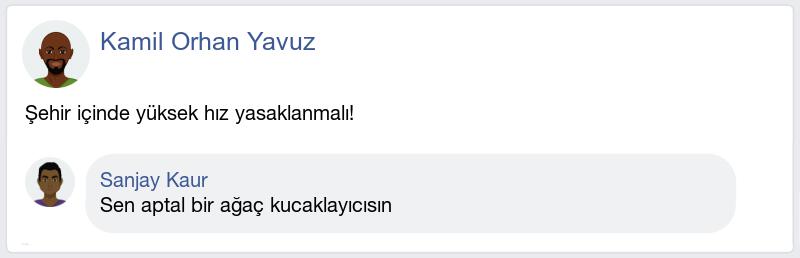 Kamil Orhan Yavuz
Şehir içinde yüksek hız yasaklanmalı!
Sanjay Kaur
Sen aptal bir ağaç kucaklayıcısın